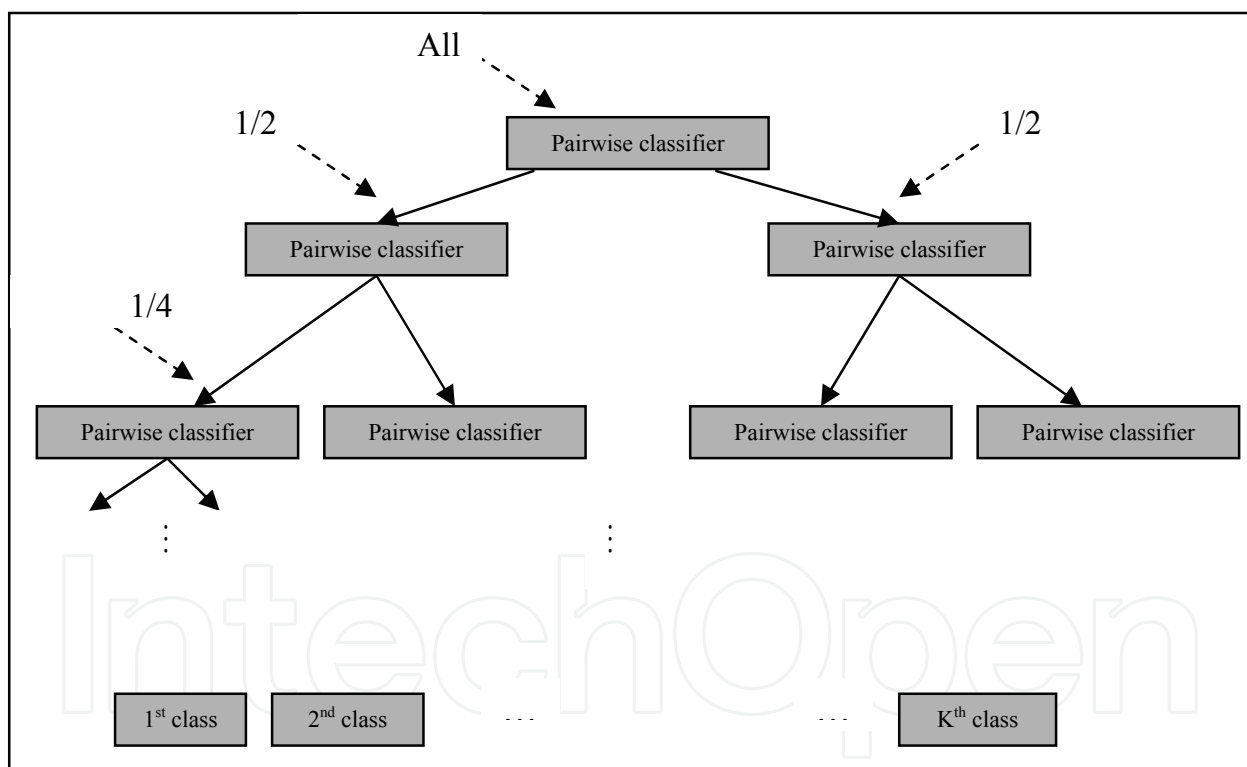 All
1/2
1/2
Pairwise classifier
Pairwise classifier
Pairwise classifier
1/4
Pairwise classifier
Pairwise classifier
Pairwise classifier
Pairwise classifier
⋮
⋮
IntechOpen
1st class
2nd class
...
...
Kth class